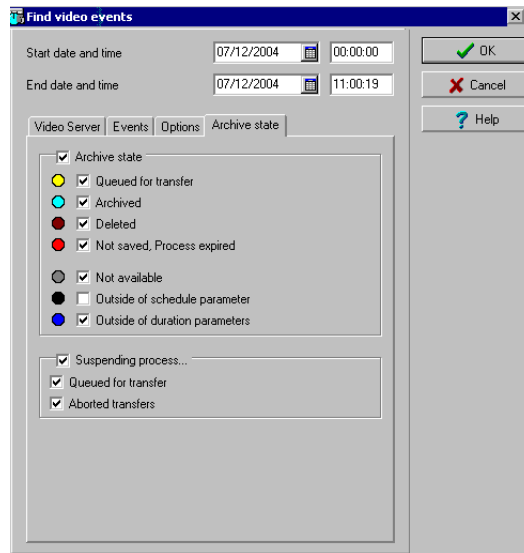 Find video events
Start date and time 07/12/2004 00:00:00 OK
End date and time 07/12/2004 11:00:19 Cancel
Help
Video Server Events Options Archive state
Archive state
Queued for transfer
Archived
Deleted
Not saved, Process expired
Not available
Outside of schedule parameter
Outside of duration parameters
Suspending process...
Queued for transfer
Aborted transfers